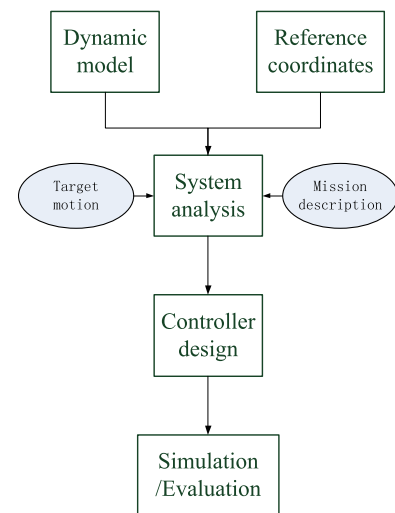 Dynamic
model
Reference
coordinates
Target
motion
System
analysis
Mission
description
Controller
design
Simulation
/Evaluation